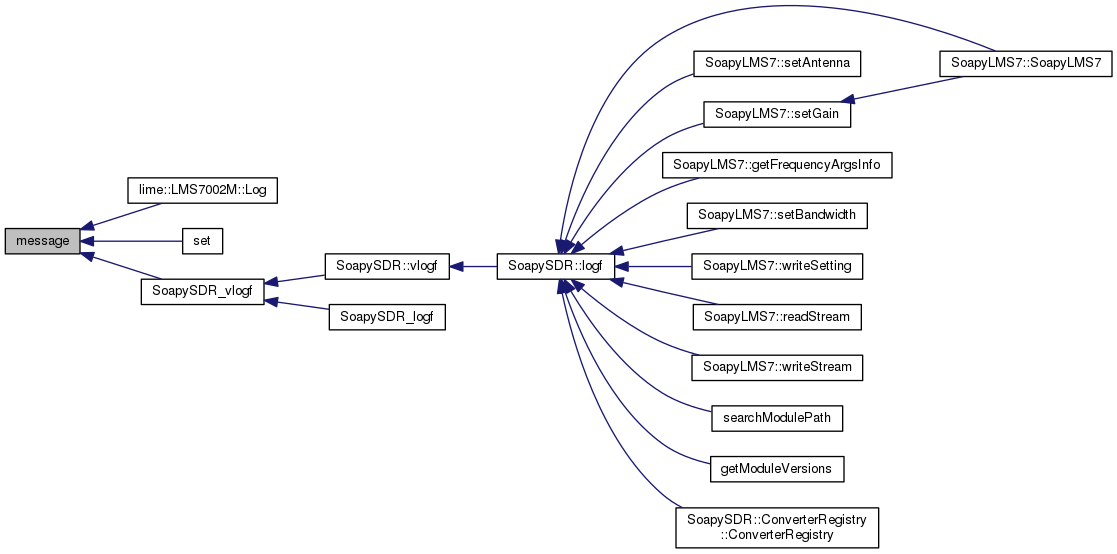 SoapyLMS7::setAntenna
SoapyLMS7::SoapyLMS7
SoapyLMS7::setGain
SoapyLMS7::getFrequencyArgsInfo
lime::LMS7002M::Log
SoapyLMS7::setBandwidth
message
set
SoapySDR::vlogf
SoapySDR::logf
SoapyLMS7::writeSetting
SoapySDR_vlogf
SoapySDR_logf
SoapyLMS7::readStream
SoapyLMS7::writeStream
searchModulePath
getModuleVersions
SoapySDR::ConverterRegistry
::ConverterRegistry